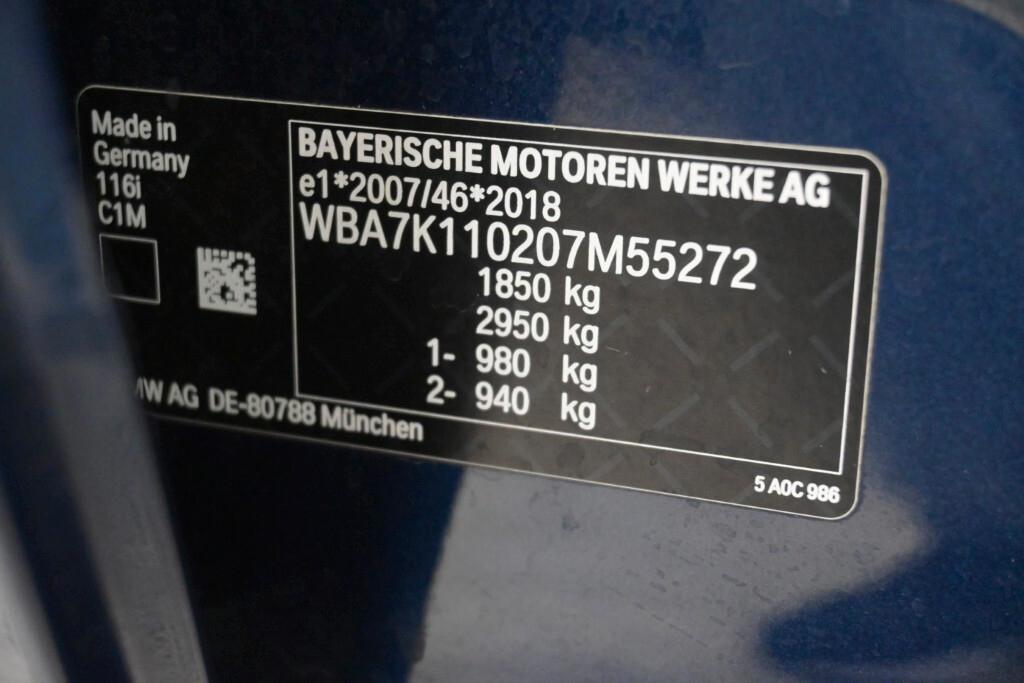 Made in
Germany
116i
C1M
BAYERISCHE MOTOREN WERKE AG
e1*2007/46*2018
WBA7K110207M55272
1850 kg
2950 kg
1- 980 kg
2- 940 kg
AG DE-80788 München
5 A0C 986